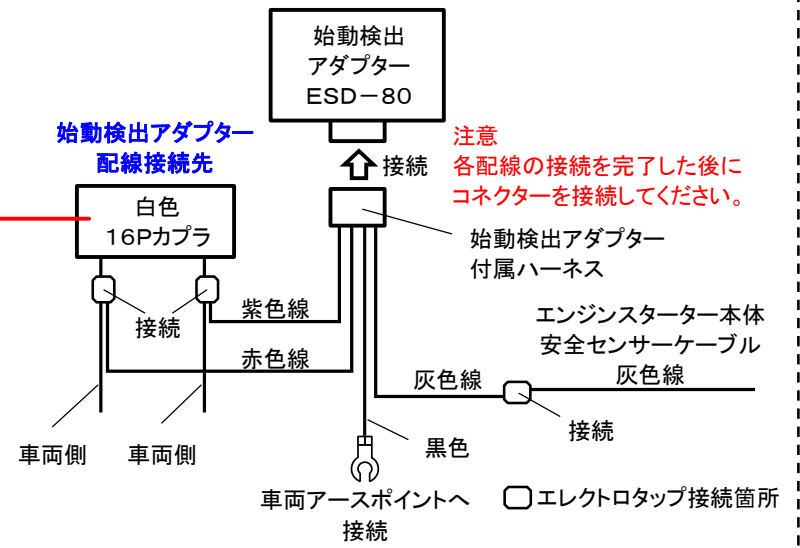 始動検出
アダプター
ESD－80
始動検出アダプター
配線接続先
注意
各配線の接続を完了した後に
コネクターを接続してください。
接続
白色
16Pカプラ
始動検出アダプター
付属ハーネス
接続
紫色線
赤色線
エンジンスターター本体
安全センサーケーブル
灰色線
灰色線
接続
黒色
車両側
車両側
車両アースポイントへ
接続
エレクトロタップ接続箇所